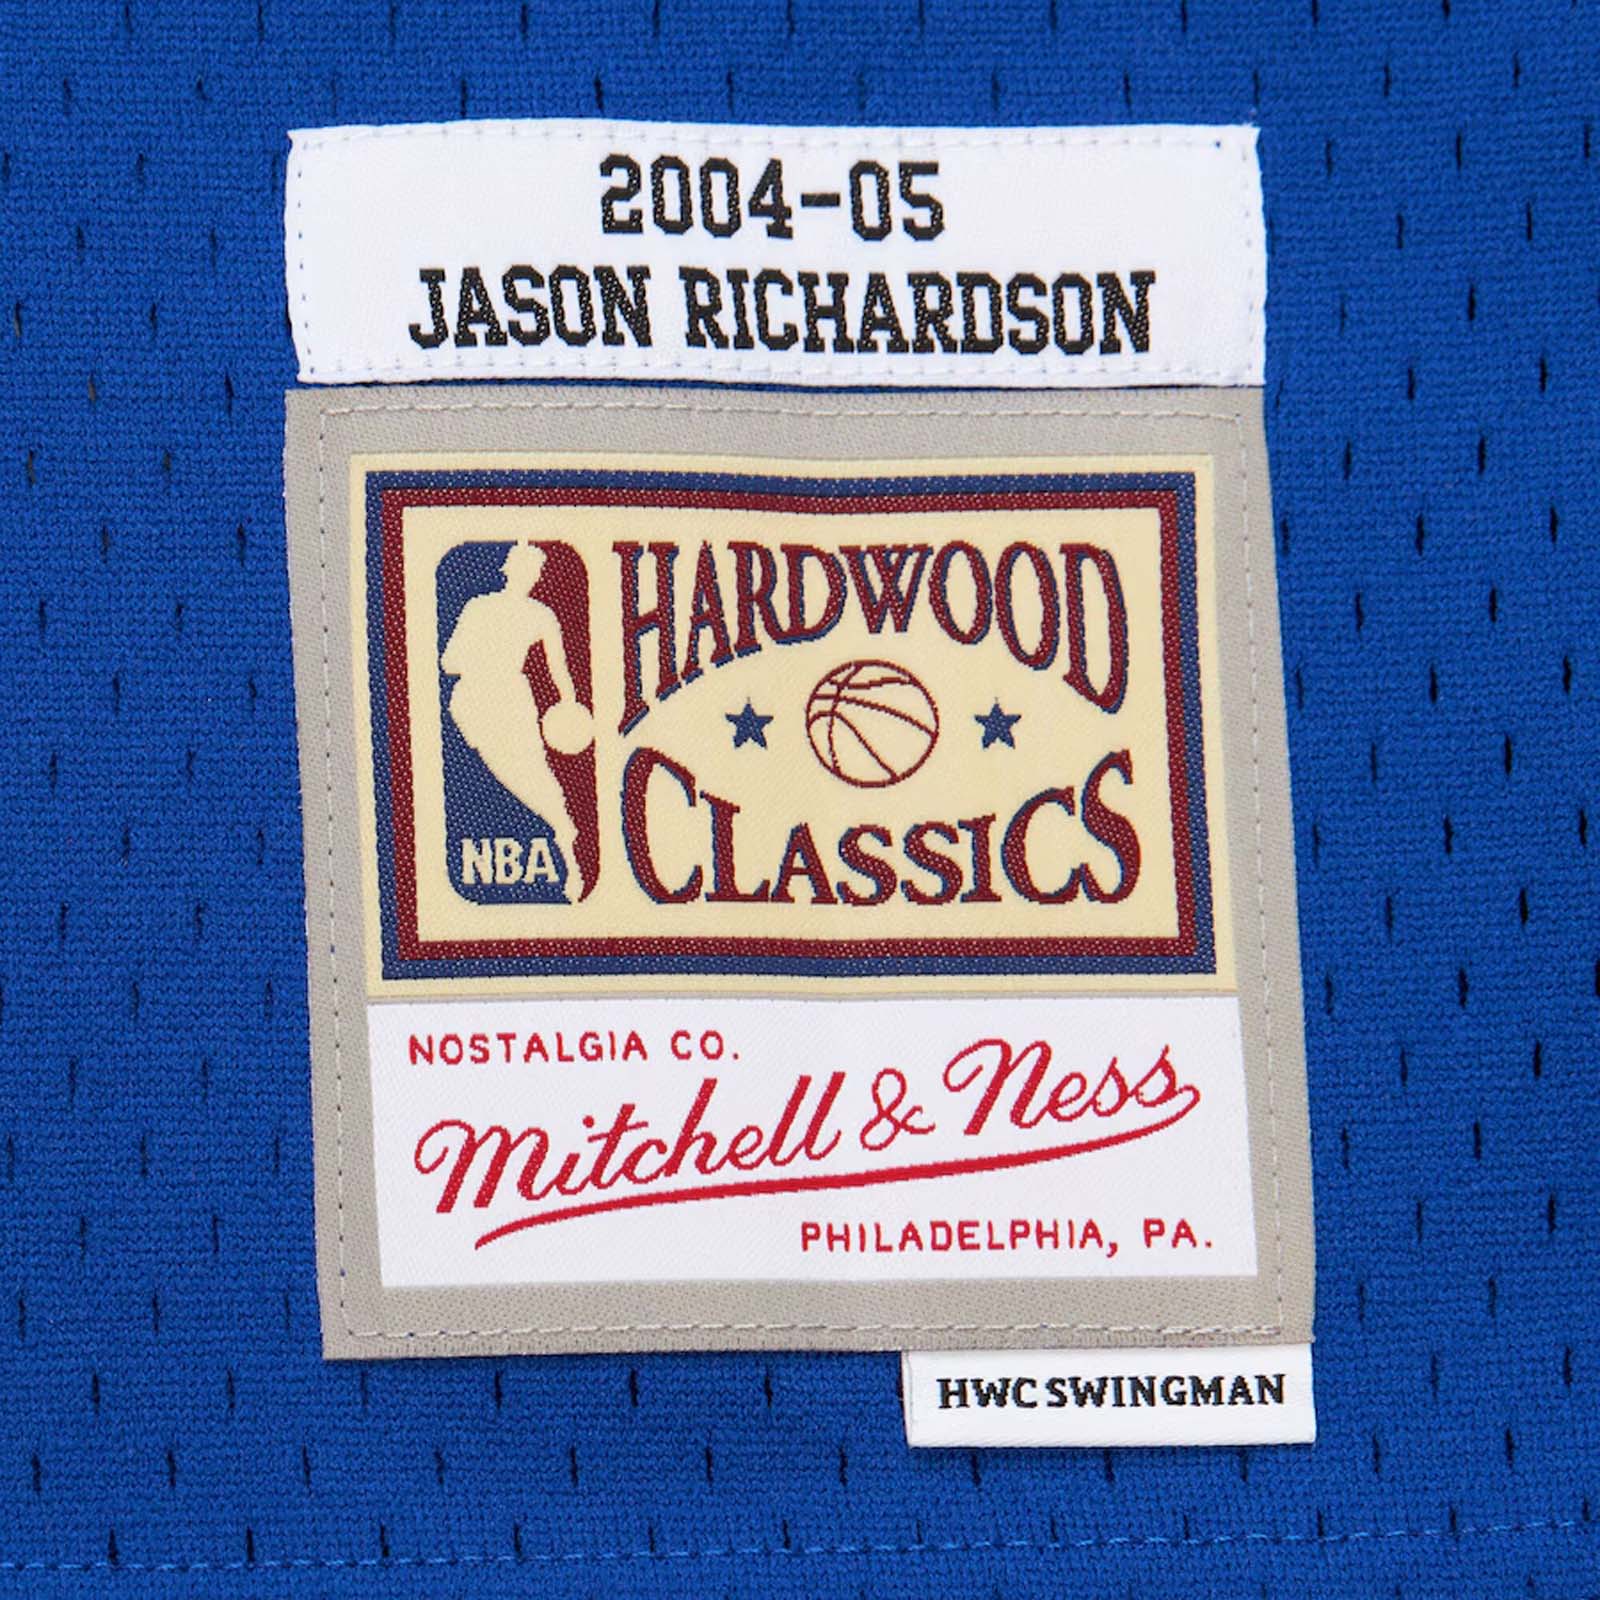 2004-05
JASON RICHARDSON
HARDWOOD
CLASSICS
NBA
NOSTALGIA CO.
Mitchell & Ness
PHILADELPHIA, PA.
HWC SWINGMAN